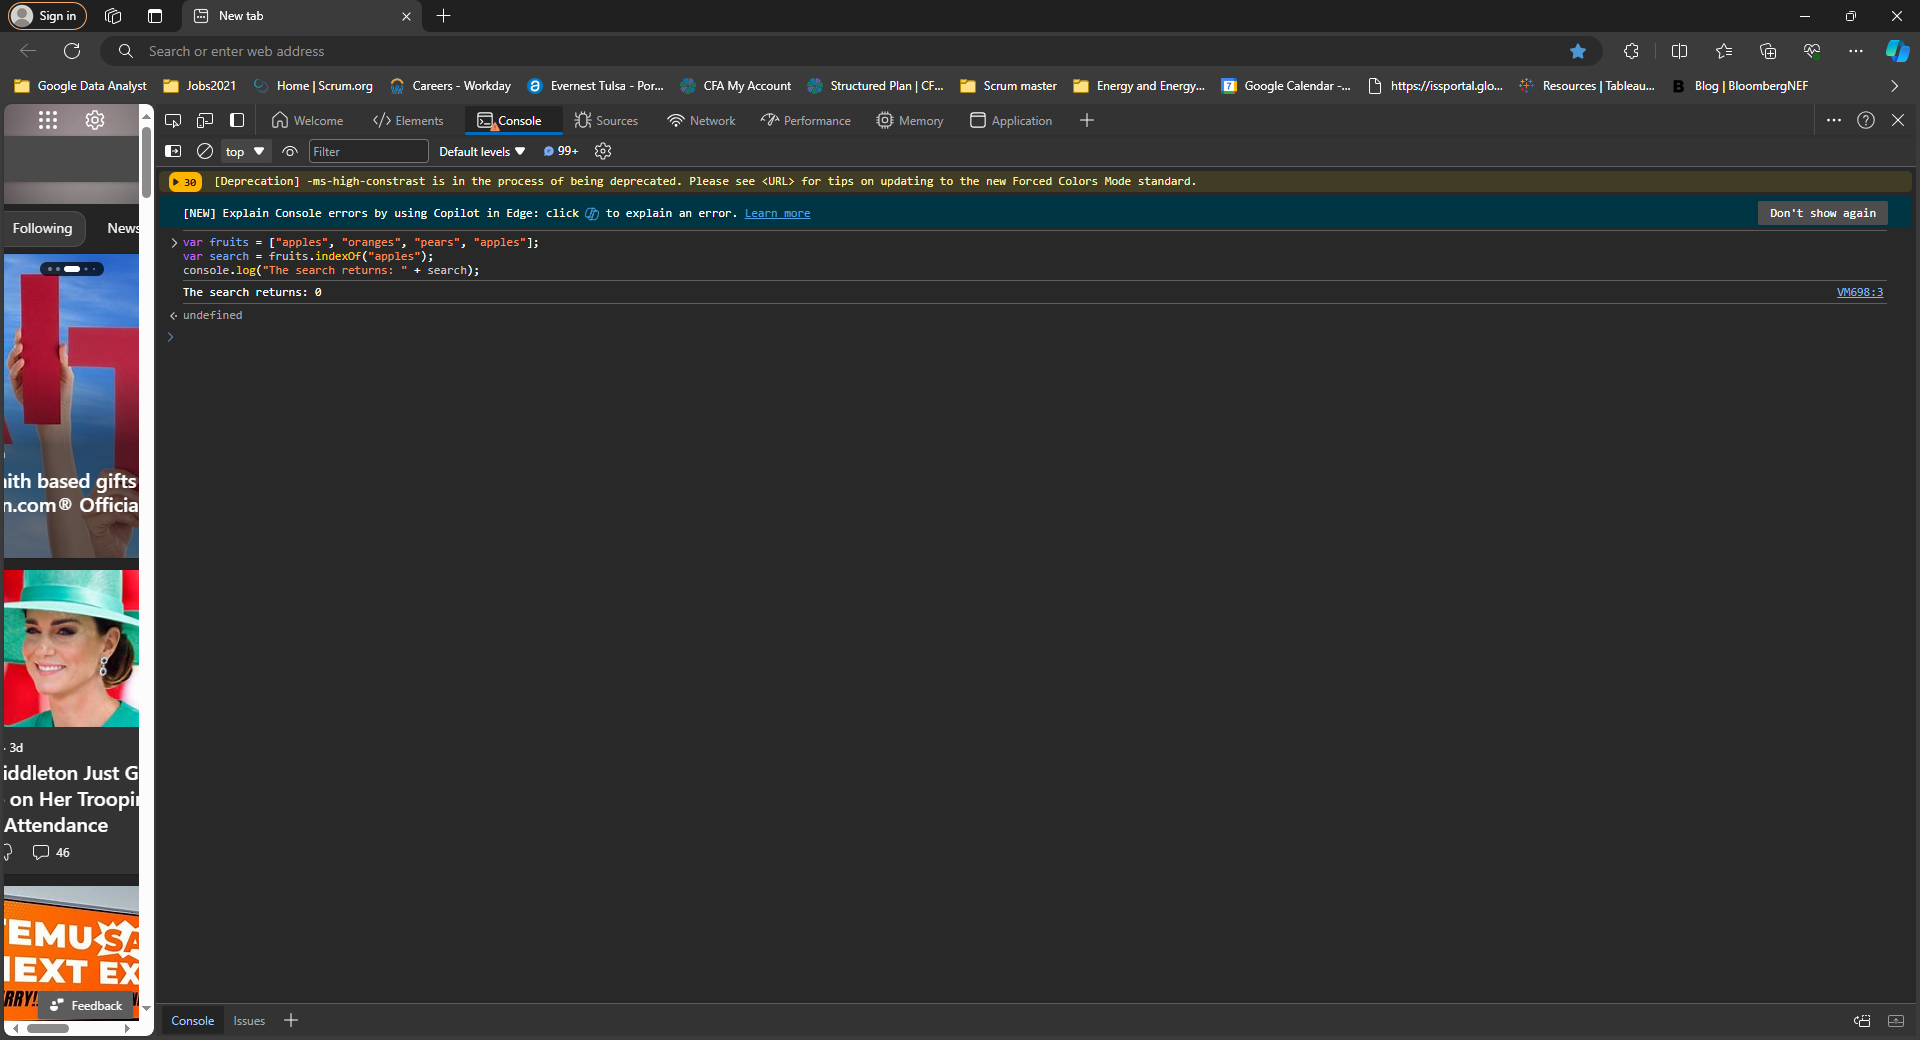 Sign in
New tab
Search or enter web address
Google Data Analyst
Jobs2021
Home | Scrum.org
Careers - Workday
Evernest Tulsa - Por...
CFA My Account
Structured Plan | CF...
Scrum master
Energy and Energy...
7
Google Calendar -...
https://issportal.glo...
Resources | Tableau...
B
Blog | BloombergNEF
Welcome
Elements
Console
Sources
Network
Performance
Memory
Application
top
Filter
Default levels
99+
30
[Deprecation] -ms-high-constrast is in the process of being deprecated. Please see <URL> for tips on updating to the new Forced Colors Mode standard.
[NEW] Explain Console errors by using Copilot in Edge: click to explain an error. Learn more
Don't show again
var fruits = ["apples", "oranges", "pears", "apples"];
var search = fruits.indexOf("apples");
console.log("The search returns: " + search);
The search returns: 0
VM698:3
undefined
Following
News
ith based gifts
n.com® Officia
· 3d
iddleton Just G
on Her Troopi
Attendance
46
TEMU SA
NEXT EX
RRY!
Feedback
Console
Issues